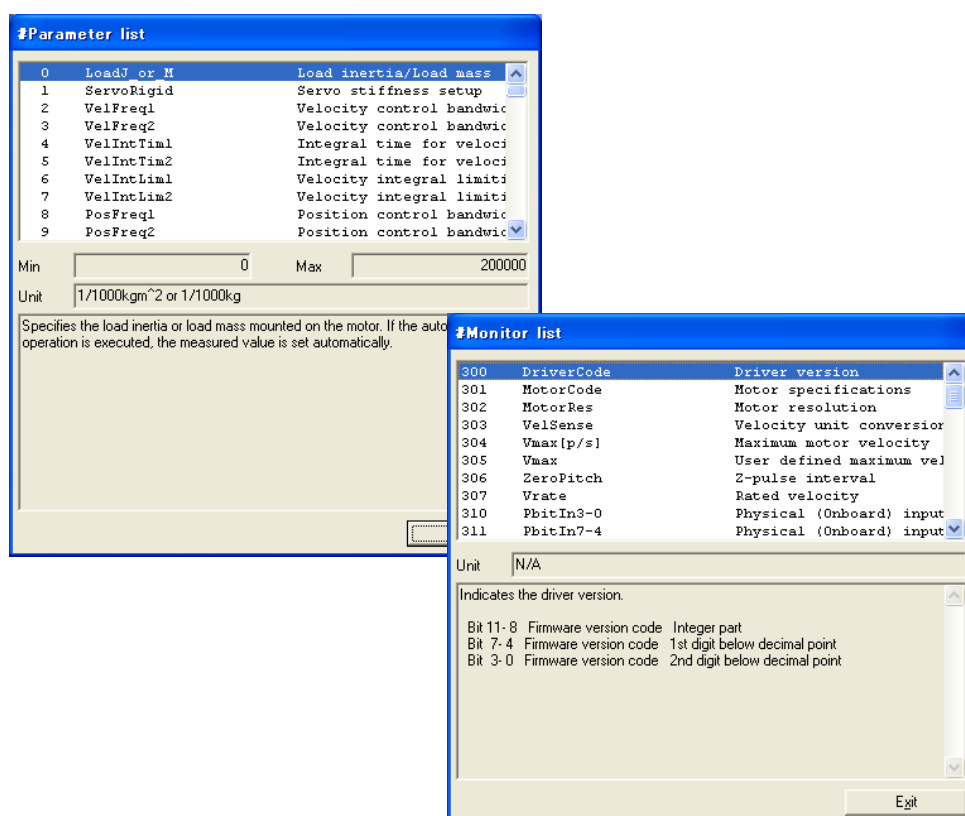 #Parameter list
0 LoadJ_or_M Load inertia/Load mass
1 ServoRigid Servo stiffness setup
2 VelFreq1 Velocity control bandwid
3 VelFreq2 Velocity control bandwid
4 VelIntTim1 Integral time for veloci
5 VelIntTim2 Integral time for veloci
6 VelIntLim1 Velocity integral limiti
7 VelIntLim2 Velocity integral limiti
8 PosFreq1 Position control bandwid
9 PosFreq2 Position control bandwid
Min 0 Max 200000
Unit 1/1000kgm^2 or 1/1000kg
Specifies the load inertia or load mass mounted on the motor. If the auto
operation is executed, the measured value is set automatically.
#Monitor list
300 DriverCode Driver version
301 MotorCode Motor specifications
302 MotorRes Motor resolution
303 VelSense Velocity unit conversion
304 Vmax[p/s] Maximum motor velocity
305 Vmax User defined maximum vel
306 ZeroPitch Z-pulse interval
307 Vrate Rated velocity
310 PbitIn3-0 Physical (Onboard) input
311 PbitIn7-4 Physical (Onboard) input
Unit N/A
Indicates the driver version.
Bit 11- 8 Firmware version code Integer part
Bit 7- 4 Firmware version code 1st digit below decimal point
Bit 3- 0 Firmware version code 2nd digit below decimal point
Exit